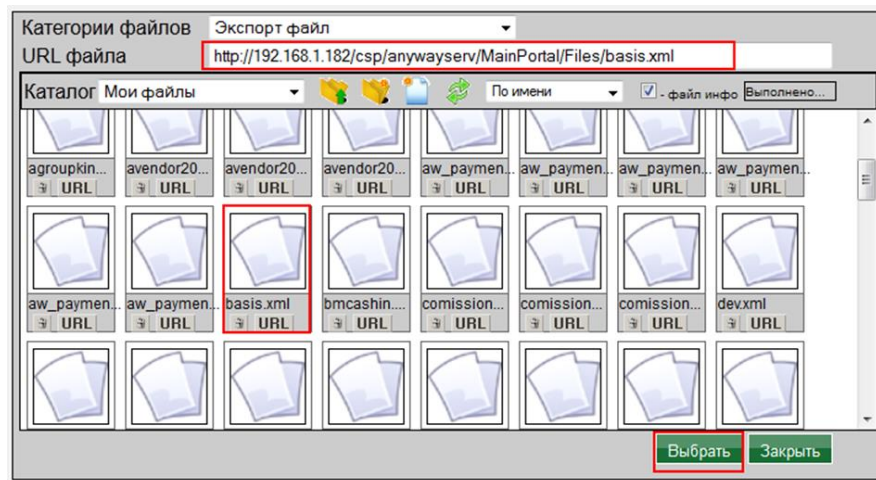 Категории файлов Экспорт файл
URL файла http://192.168.1.182/csp/anywayserv/MainPortal/Files/basis.xml
Каталог Мои файлы По имени - файл инфо Выполнено...
agroupkin... avendor20... avendor20... avendor20... aw_paymen... aw_paymen... aw_paymen... aw_paymen...
URL URL URL URL URL URL URL URL
aw_paymen... aw_paymen... basis.xml bmcashin.... comission... comission... comission... dev.xml
URL URL URL URL URL URL URL URL
Выбрать Закрыть